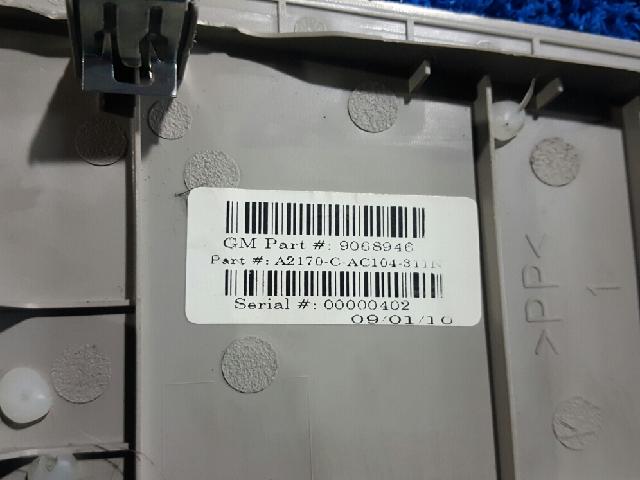 GM Part #: 9068946
Part #: A2170-C-AC104-311N
Serial #: 00000402
09/01/10
>PP<
1